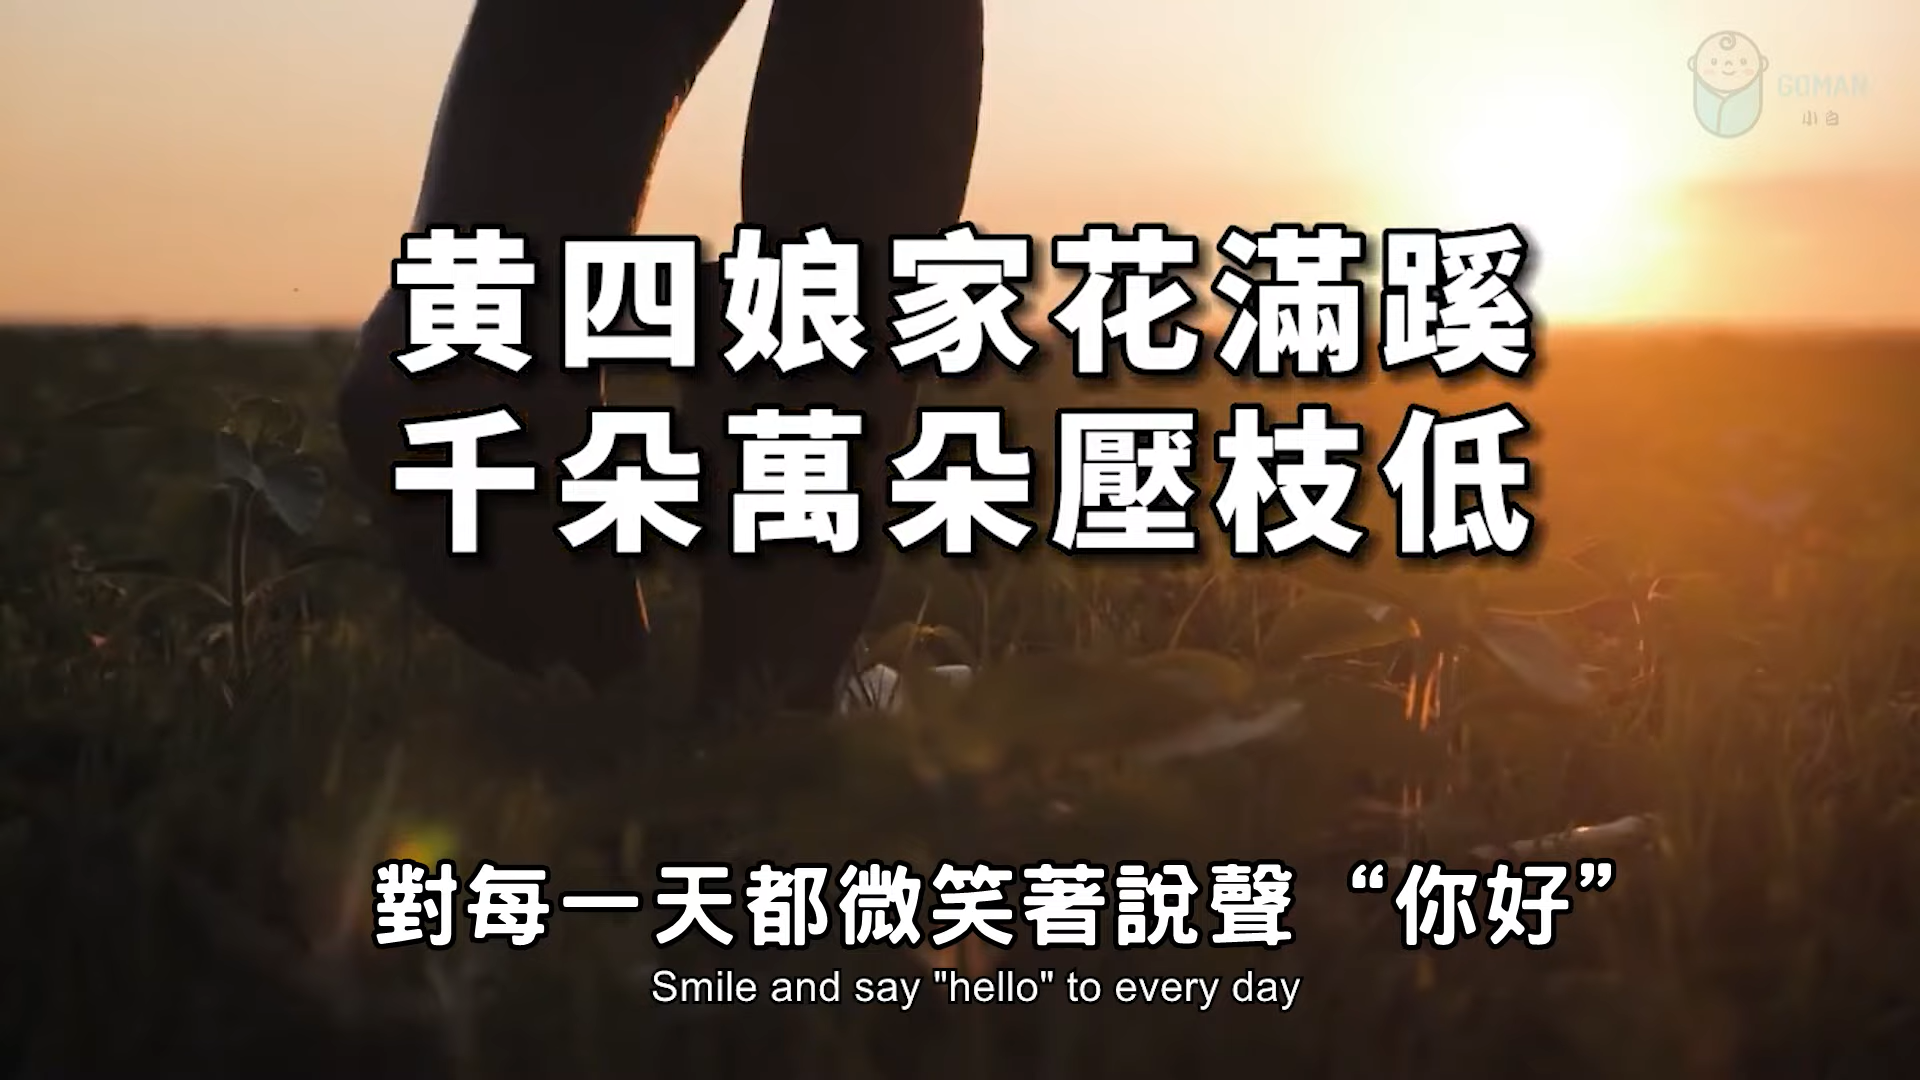 GOMAN
小白
黄四娘家花滿蹊
千朵萬朵壓枝低
對每一天都微笑著說聲“你好”
Smile and say "hello" to every day